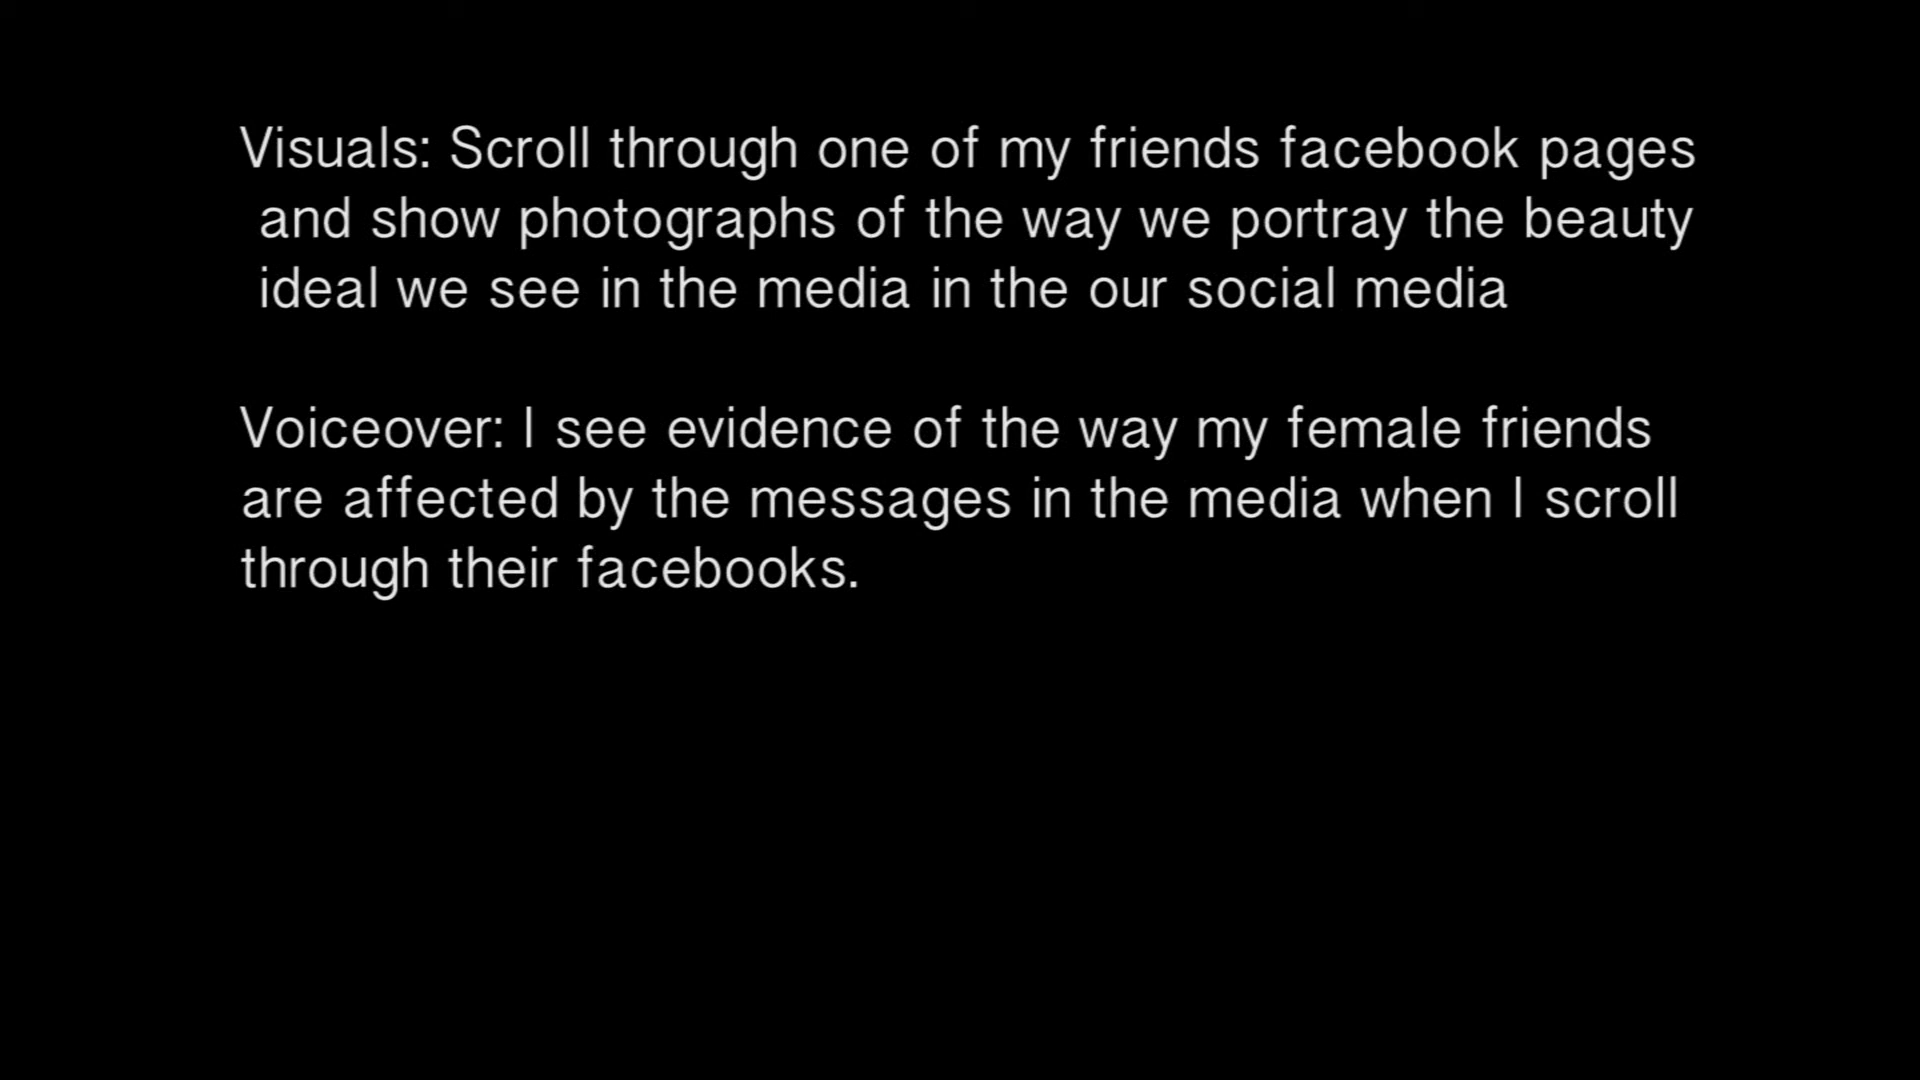 Visuals: Scroll through one of my friends facebook pages
and show photographs of the way we portray the beauty
ideal we see in the media in the our social media
Voiceover: I see evidence of the way my female friends
are affected by the messages in the media when I scroll
through their facebooks.